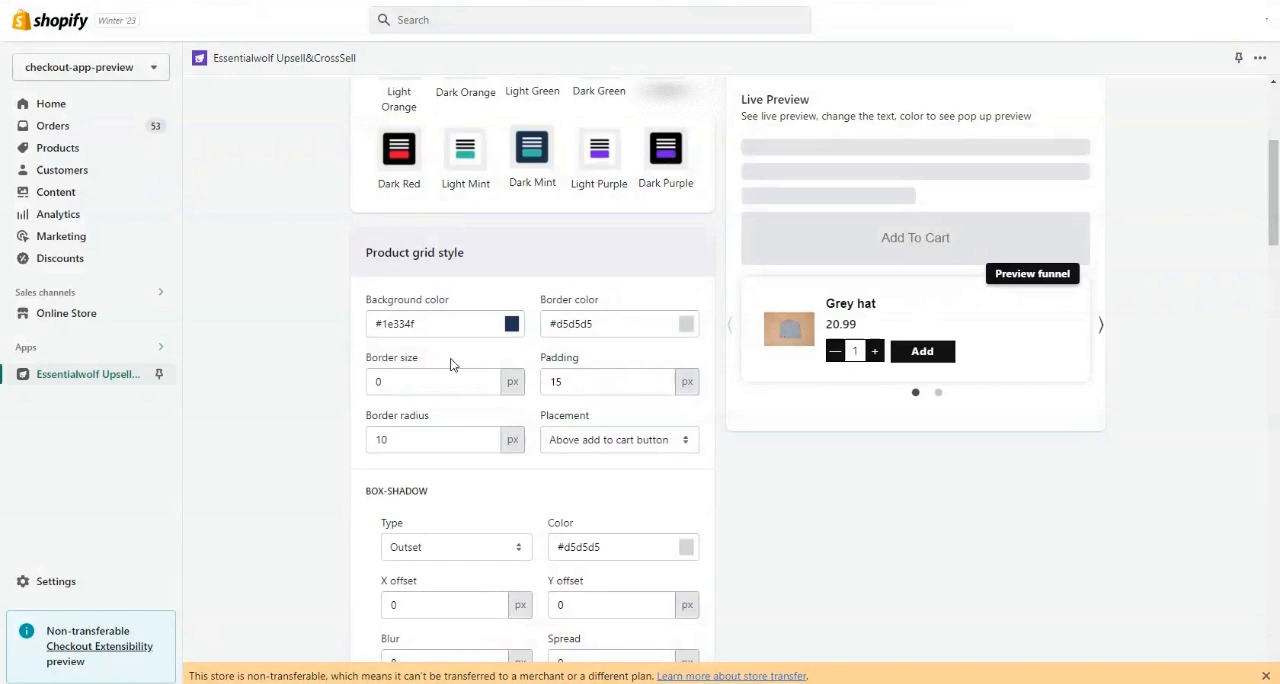 shopify
Winter '23
Search
checkout-app-preview
Home
Orders
53
Products
Customers
Content
Analytics
Marketing
Discounts
Sales channels
Online Store
Apps
Essentialwolf Upsell...
Settings
Non-transferable
Checkout Extensibility
preview
Essentialwolf Upsell&CrossSell
Light
Orange
Dark Orange
Light Green
Dark Green
Dark Red
Light Mint
Dark Mint
Light Purple
Dark Purple
Product grid style
Background color
Border color
#1e334f
#d5d5d5
Border size
Padding
0
px
15
px
Border radius
Placement
10
px
Above add to cart button
BOX-SHADOW
Type
Color
Outset
#d5d5d5
X offset
Y offset
0
px
0
px
Blur
Spread
Live Preview
See live preview, change the text, color to see pop up preview
Add To Cart
Preview funnel
Grey hat
20.99
— 1 +
Add
This store is non-transferable, which means it can't be transferred to a merchant or a different plan. Learn more about store transfer.